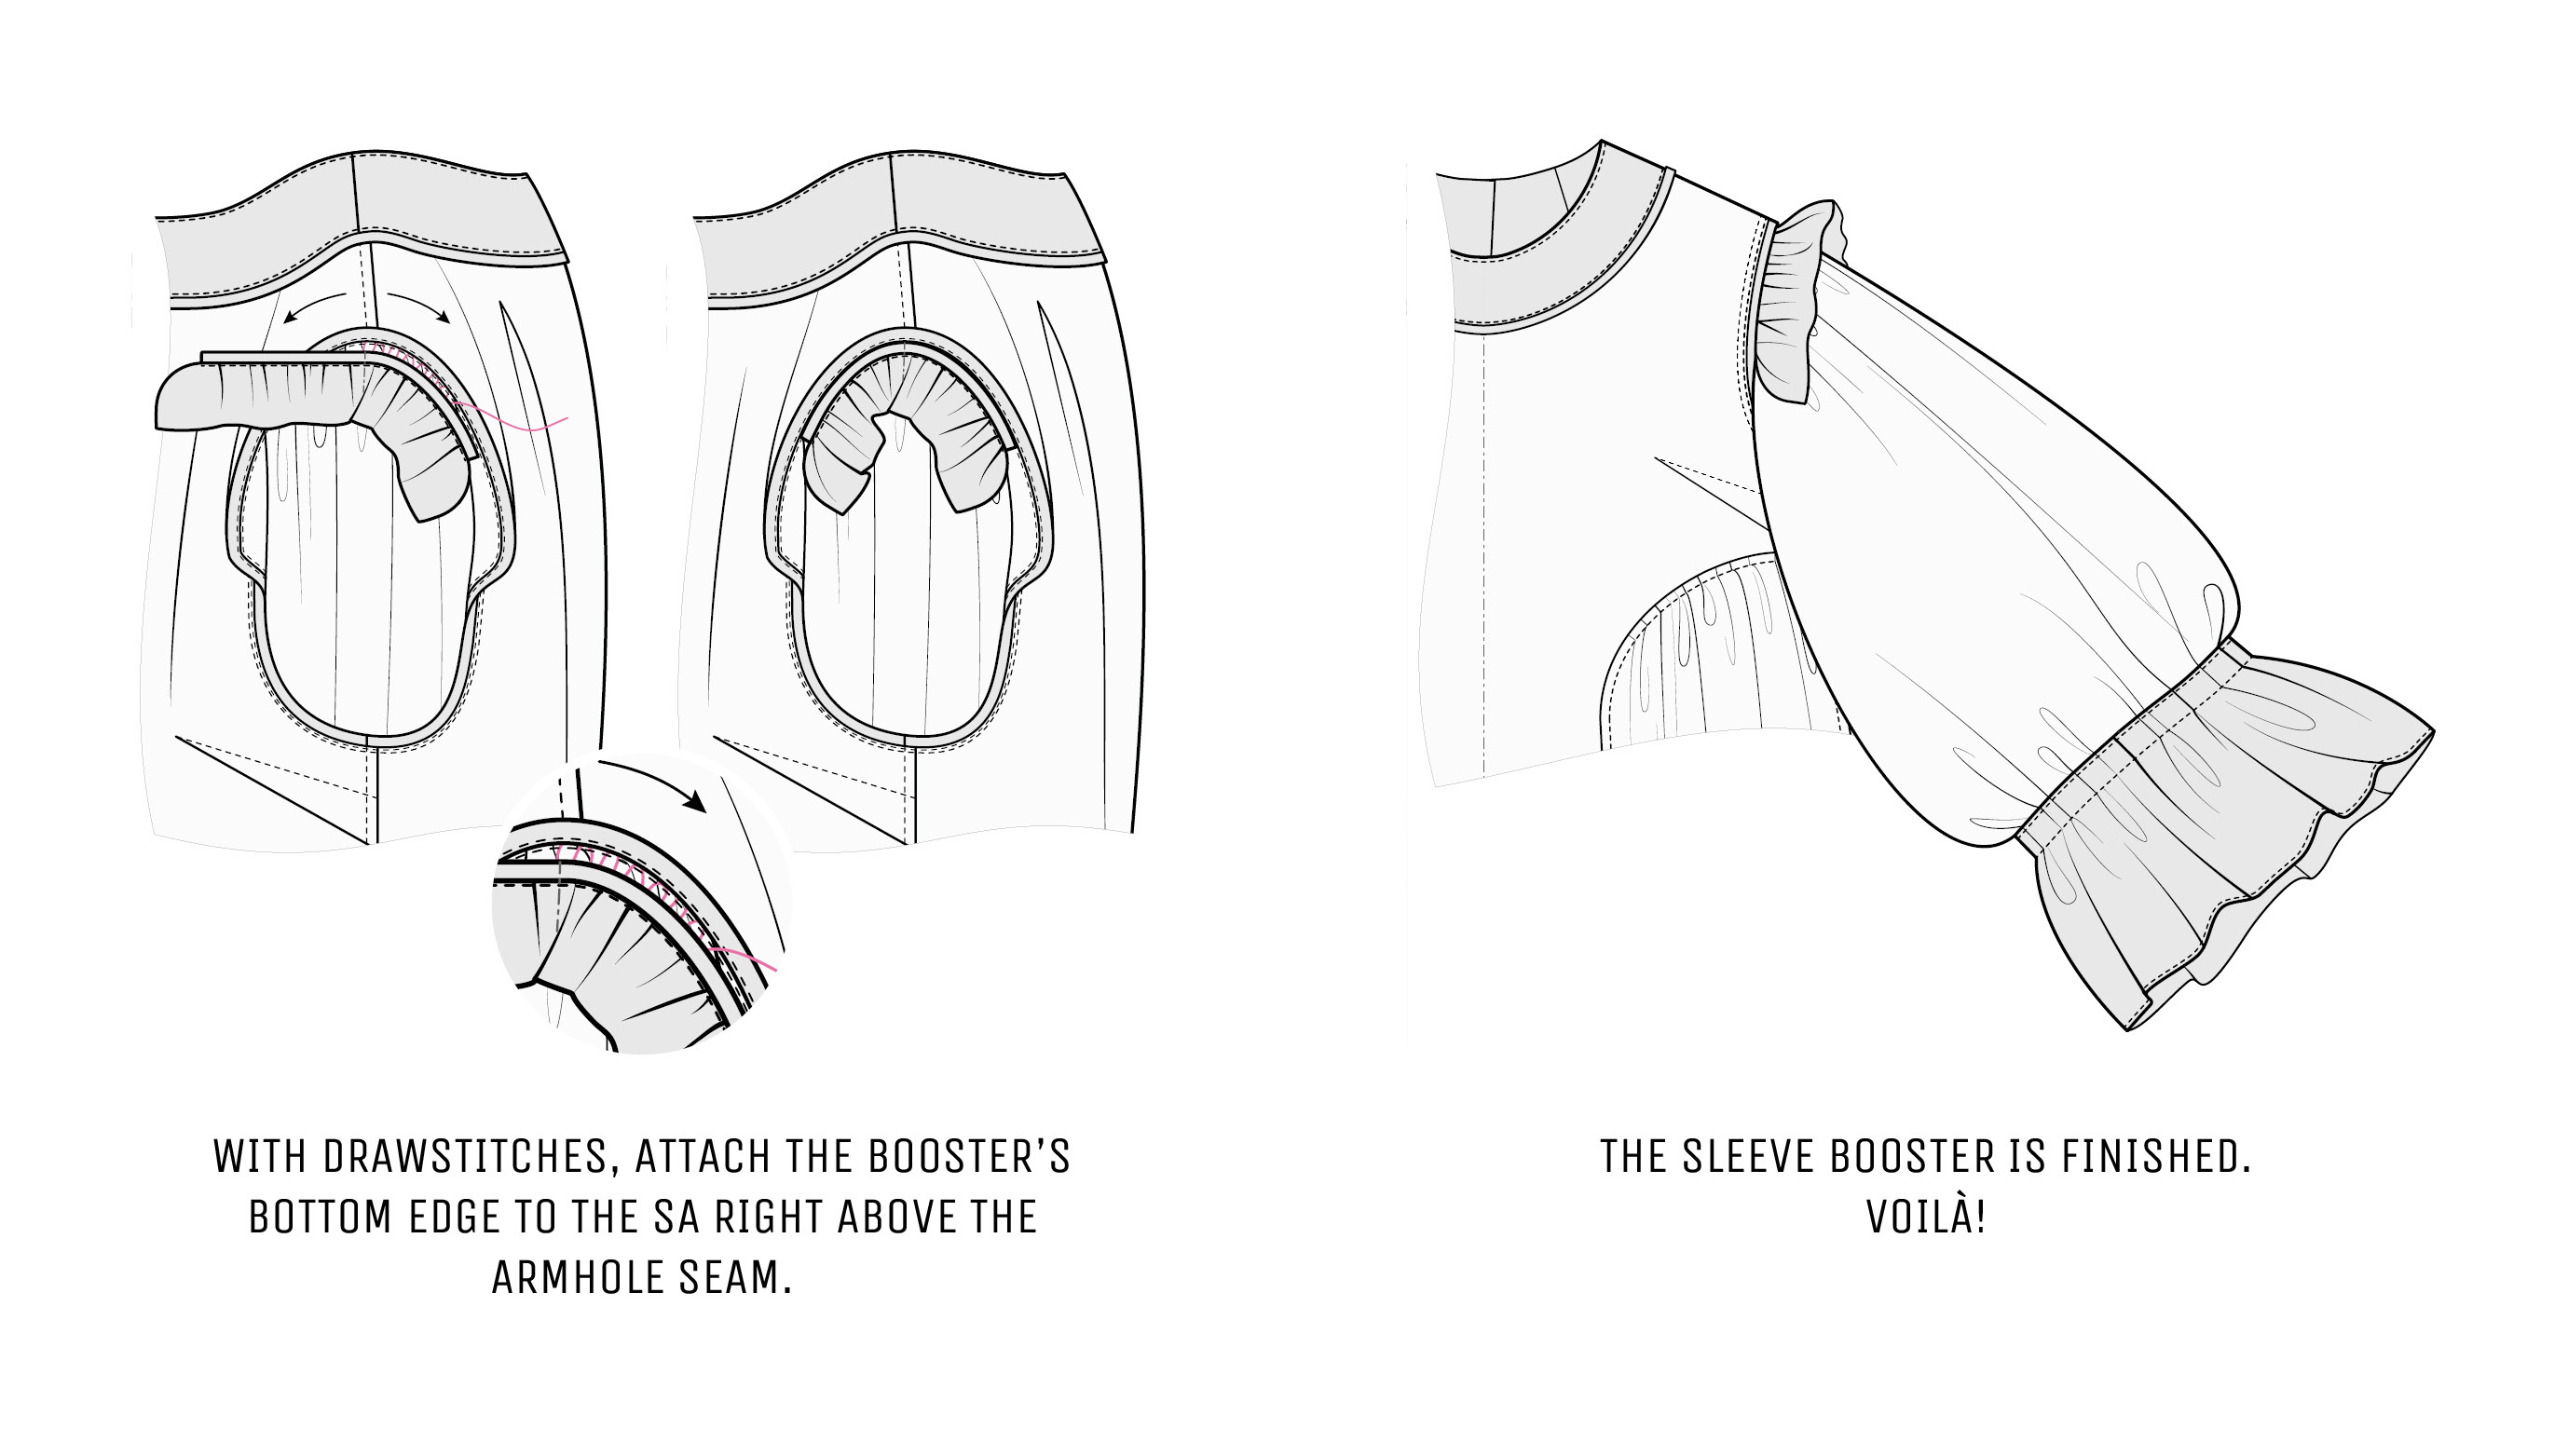 WITH DRAWSTITCHES, ATTACH THE BOOSTER’S
BOTTOM EDGE TO THE SA RIGHT ABOVE THE
ARMHOLE SEAM.
THE SLEEVE BOOSTER IS FINISHED.
VOILÀ!